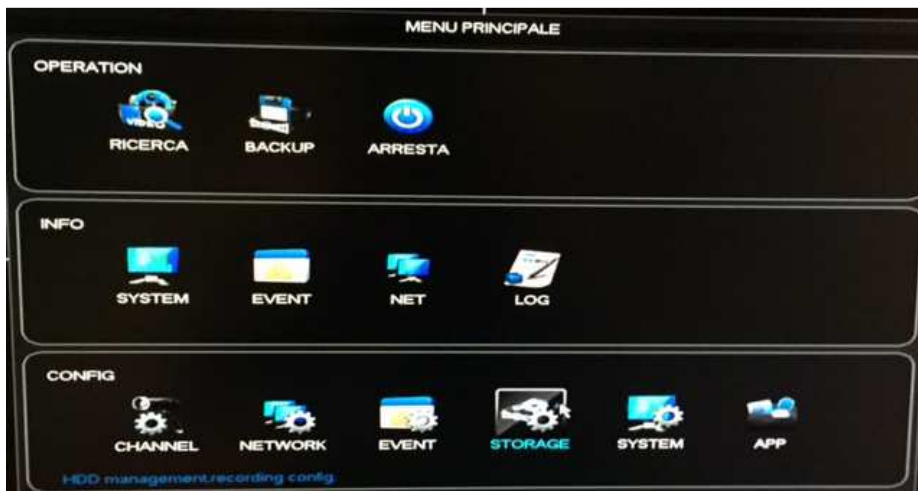 MENU PRINCIPALE
OPERATION
VIDEO
RICERCA BACKUP ARRESTA
INFO
SYSTEM EVENT NET LOG
CONFIG
CHANNEL NETWORK EVENT STORAGE SYSTEM APP
HDD management,recording config.